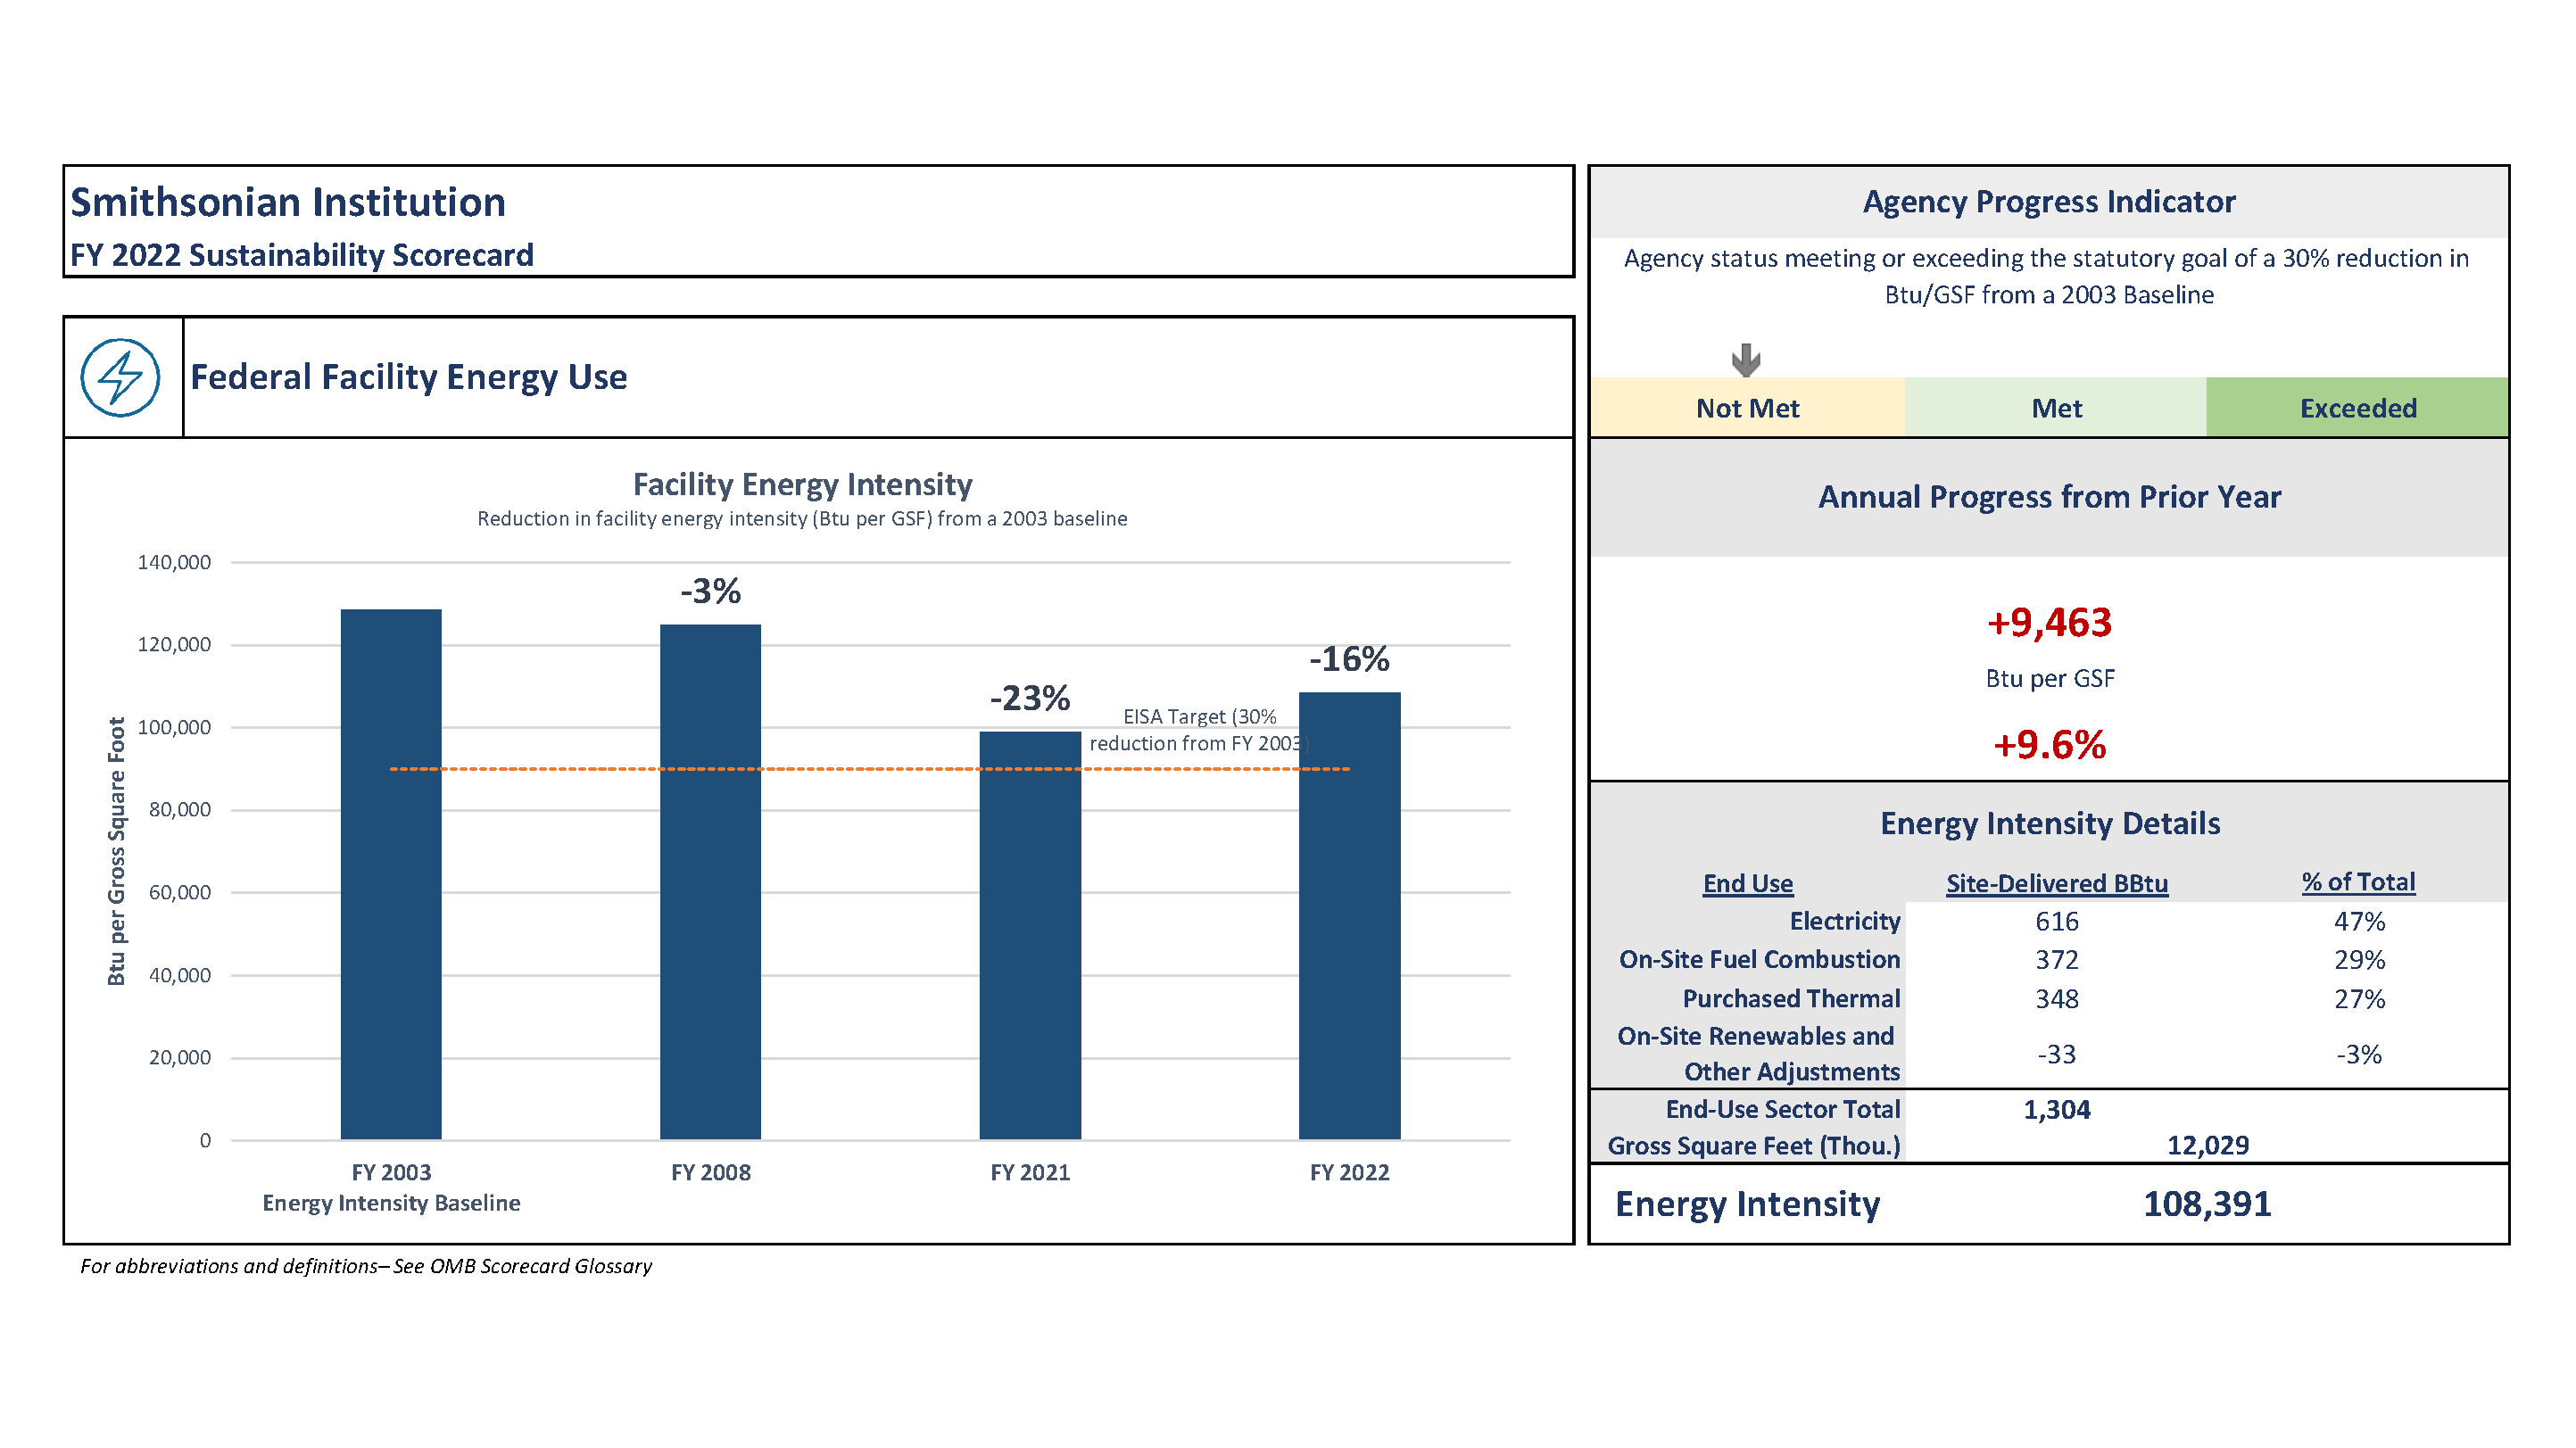 Smithsonian Institution
FY 2022 Sustainability Scorecard
Federal Facility Energy Use
Facility Energy Intensity
Reduction in facility energy intensity (Btu per GSF) from a 2003 baseline
Btu per Gross Square Foot
140,000
120,000
100,000
80,000
60,000
40,000
20,000
0
-3%
-23%
-16%
EISA Target (30%
reduction from FY 2003)
FY 2003
Energy Intensity Baseline
FY 2008
FY 2021
FY 2022
For abbreviations and definitions– See OMB Scorecard Glossary
Agency Progress Indicator
Agency status meeting or exceeding the statutory goal of a 30% reduction in
Btu/GSF from a 2003 Baseline
Not Met Met Exceeded
Annual Progress from Prior Year
+9,463
Btu per GSF
+9.6%
Energy Intensity Details
End Use Site-Delivered BBtu % of Total
Electricity 616 47%
On-Site Fuel Combustion 372 29%
Purchased Thermal 348 27%
On-Site Renewables and
Other Adjustments -33 -3%
End-Use Sector Total 1,304
Gross Square Feet (Thou.) 12,029
Energy Intensity 108,391